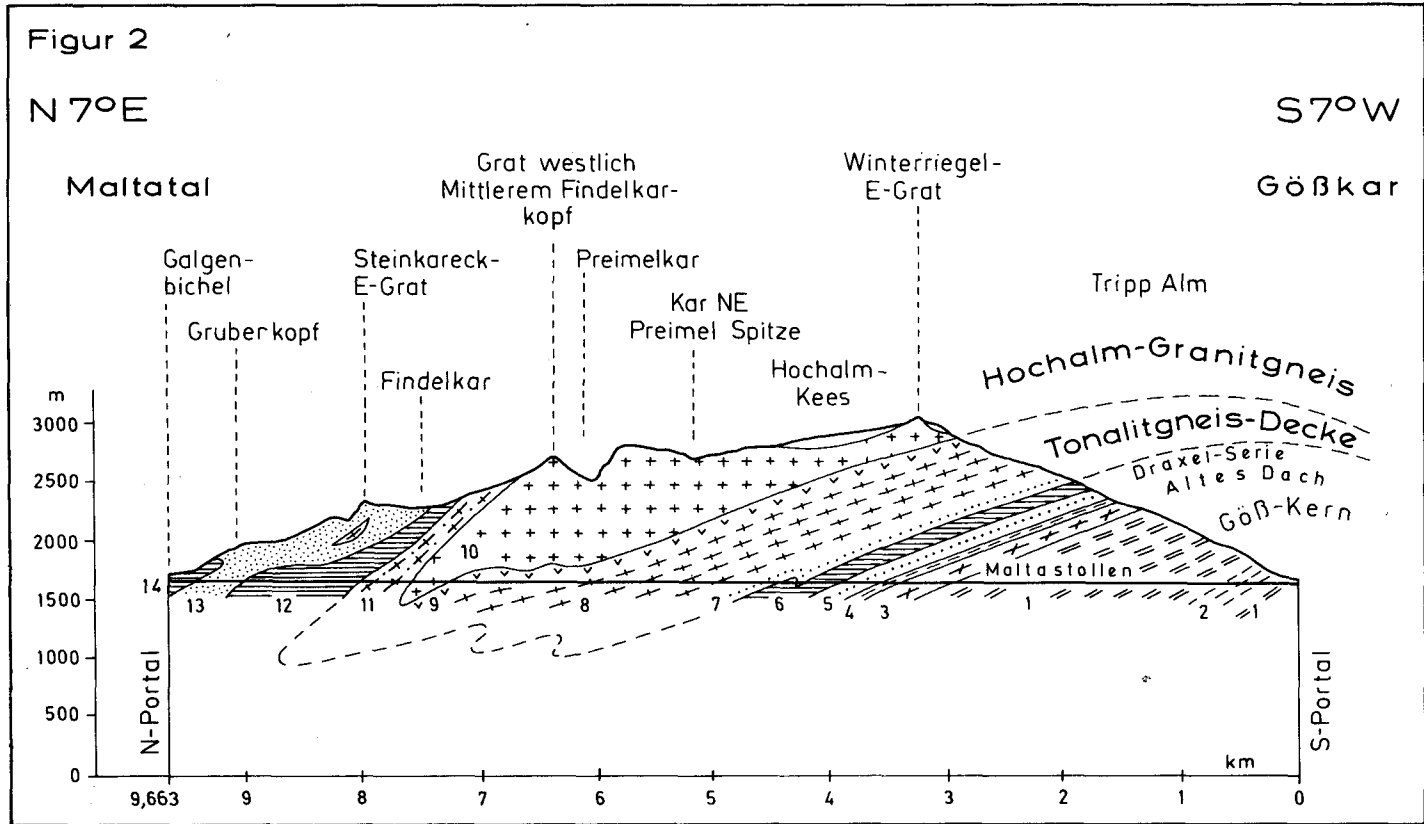 Figur 2
N 7°E
S 7°W
Maltatal
Gößkar
Grat westlich
Mittlerem Findelkar-
kopf
Winterriegel-
E-Grat
Galgen-
bichel
Steinkareck-
E-Grat
Preimelkar
Tripp Alm
Gruberkopf
Kar NE
Preimel Spitze
Findelkar
Hochalm-
Kees
Hochalm-Granitgneis
Tonalitgneis-Decke
Draxel-Serie
Altes Dach
Göß-Kern
m
3000
2500
2000
1500
1000
500
0
10
Maltastollen
14
13
12
11
9
8
7
6
5
4
3
1
2
1
N-Portal
S-Portal
km
9,663
9
8
7
6
5
4
3
2
1
0